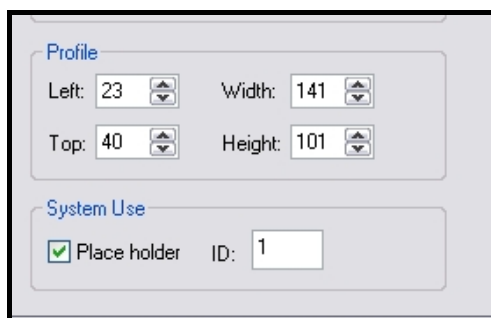 Profile
Left: 23 Width: 141
Top: 40 Height: 101
System Use
Place holder ID: 1